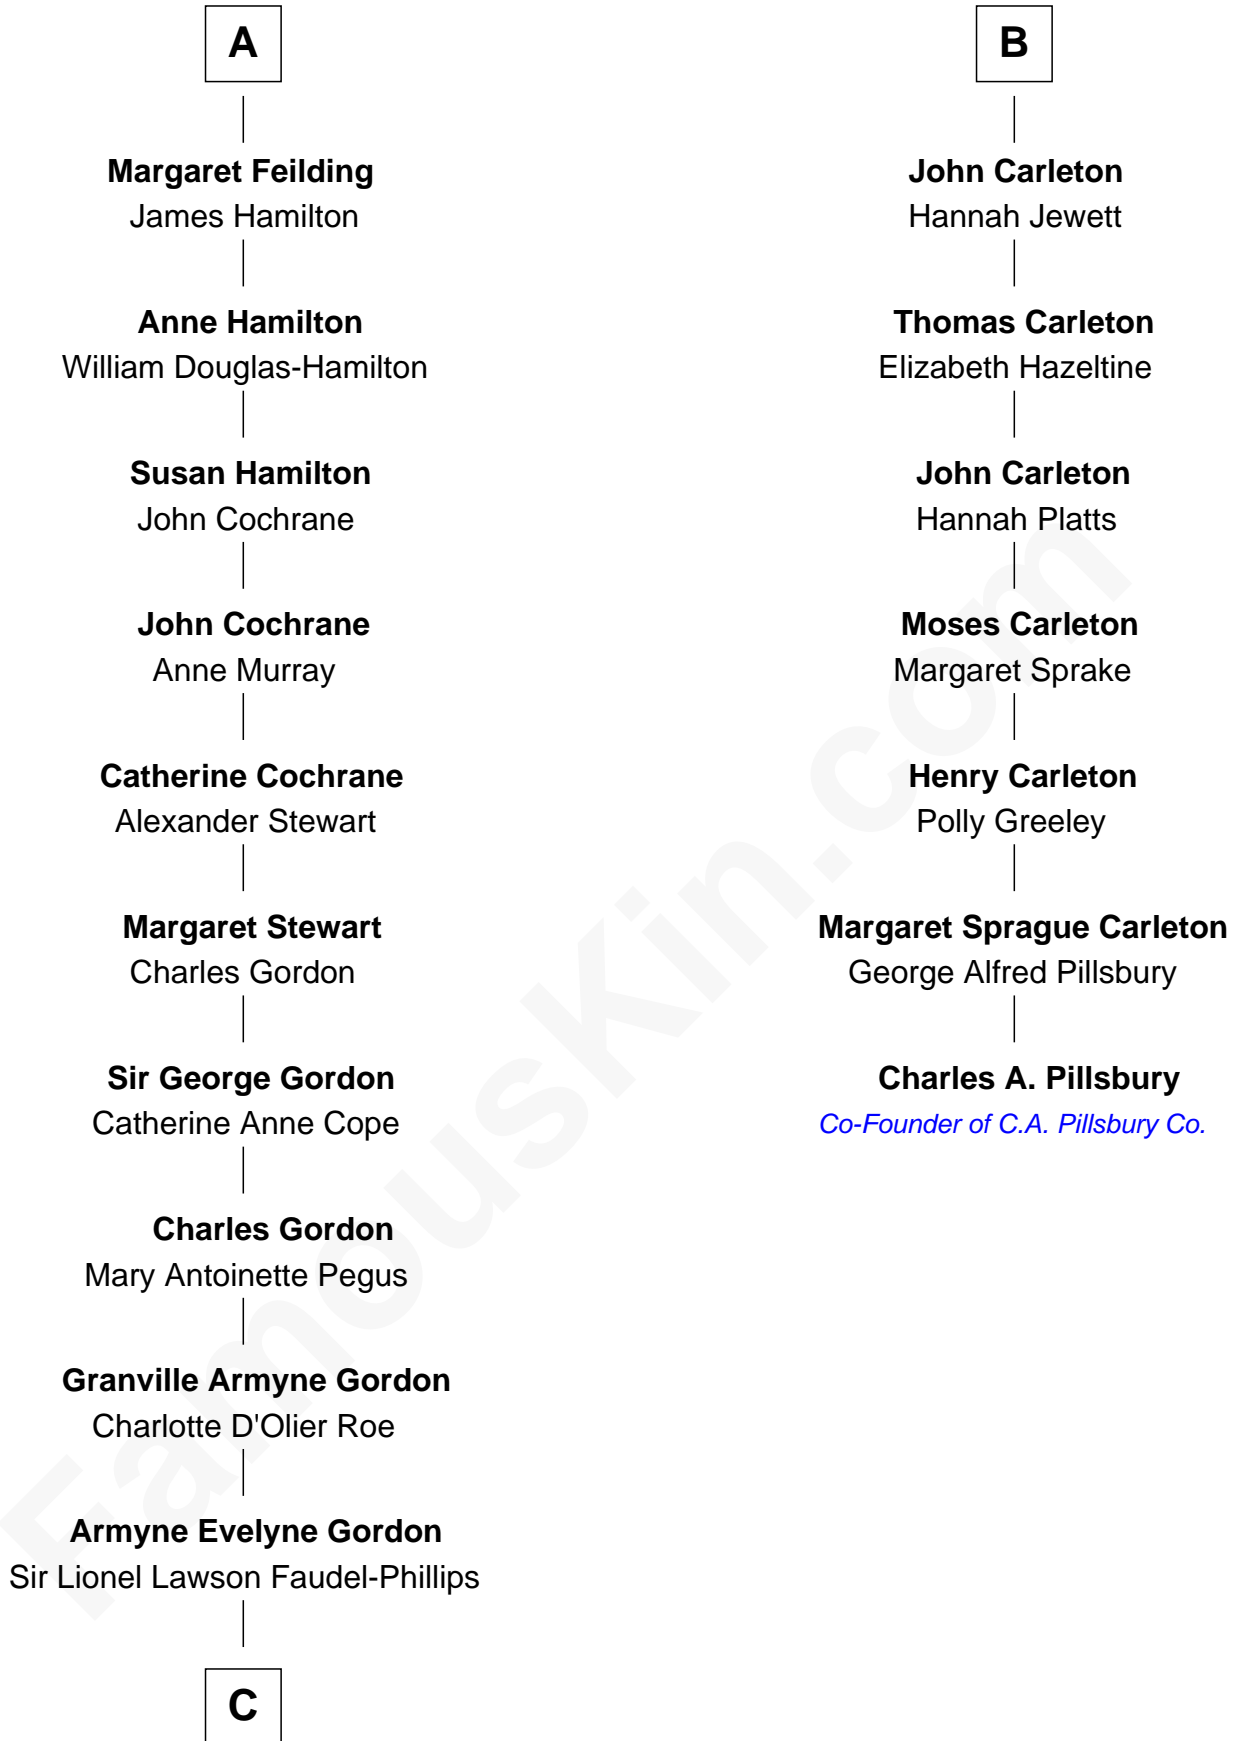 A
Margaret Feilding
James Hamilton
Anne Hamilton
William Douglas-Hamilton
Susan Hamilton
John Cochrane
John Cochrane
Anne Murray
Catherine Cochrane
Alexander Stewart
Margaret Stewart
Charles Gordon
Sir George Gordon
Catherine Anne Cope
Charles Gordon
Mary Antoinette Pegus
Granville Armyne Gordon
Charlotte D'Olier Roe
Armyne Evelyne Gordon
Sir Lionel Lawson Faudel-Phillips
C
B
John Carleton
Hannah Jewett
Thomas Carleton
Elizabeth Hazeltine
John Carleton
Hannah Platts
Moses Carleton
Margaret Sprake
Henry Carleton
Polly Greeley
Margaret Sprague Carleton
George Alfred Pillsbury
Charles A. Pillsbury
Co-Founder of C.A. Pillsbury Co.
FamousKin.com